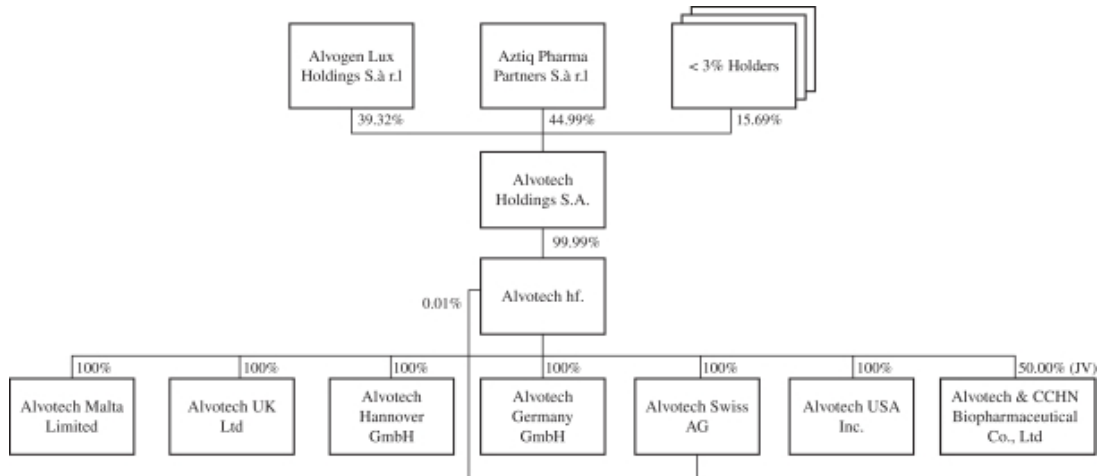 Alvogen Lux
Holdings S.à r.l
Aztiq Pharma
Partners S.à r.l
< 3% Holders
39.32%
44.99%
15.69%
Alvotech
Holdings S.A.
99.99%
0.01%
Alvotech hf.
100%
100%
100%
100%
100%
100%
50.00% (JV)
Alvotech Malta
Limited
Alvotech UK
Ltd
Alvotech
Hannover
GmbH
Alvotech
Germany
GmbH
Alvotech Swiss
AG
Alvotech USA
Inc.
Alvotech & CCHN
Biopharmaceutical
Co., Ltd